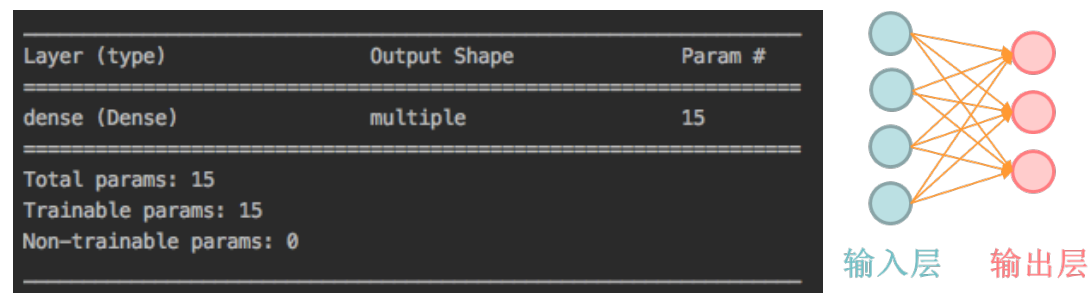 Layer (type) Output Shape Param #
dense (Dense) multiple 15
Total params: 15
Trainable params: 15
Non-trainable params: 0
输入层 输出层